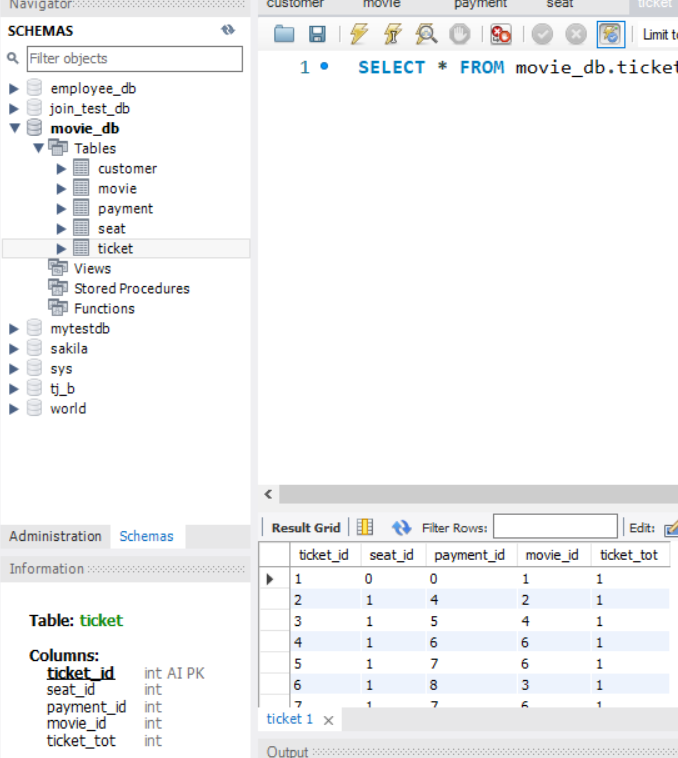 Navigator
SCHEMAS
Filter objects
employee_db
join_test_db
movie_db
Tables
customer
movie
payment
seat
ticket
Views
Stored Procedures
Functions
mytestdb
sakila
sys
tj_b
world
Administration Schemas
Information
Table: ticket
Columns:
ticket_id int AI PK
seat_id int
payment_id int
movie_id int
ticket_tot int
customer movie payment seat ticket
Limit to
1 SELECT * FROM movie_db.ticket
Result Grid Filter Rows: Edit:
ticket_id seat_id payment_id movie_id ticket_tot
1 0 0 1 1
2 1 4 2 1
3 1 5 4 1
4 1 6 6 1
5 1 7 6 1
6 1 8 3 1
7 1 7 6 1
ticket 1
Output